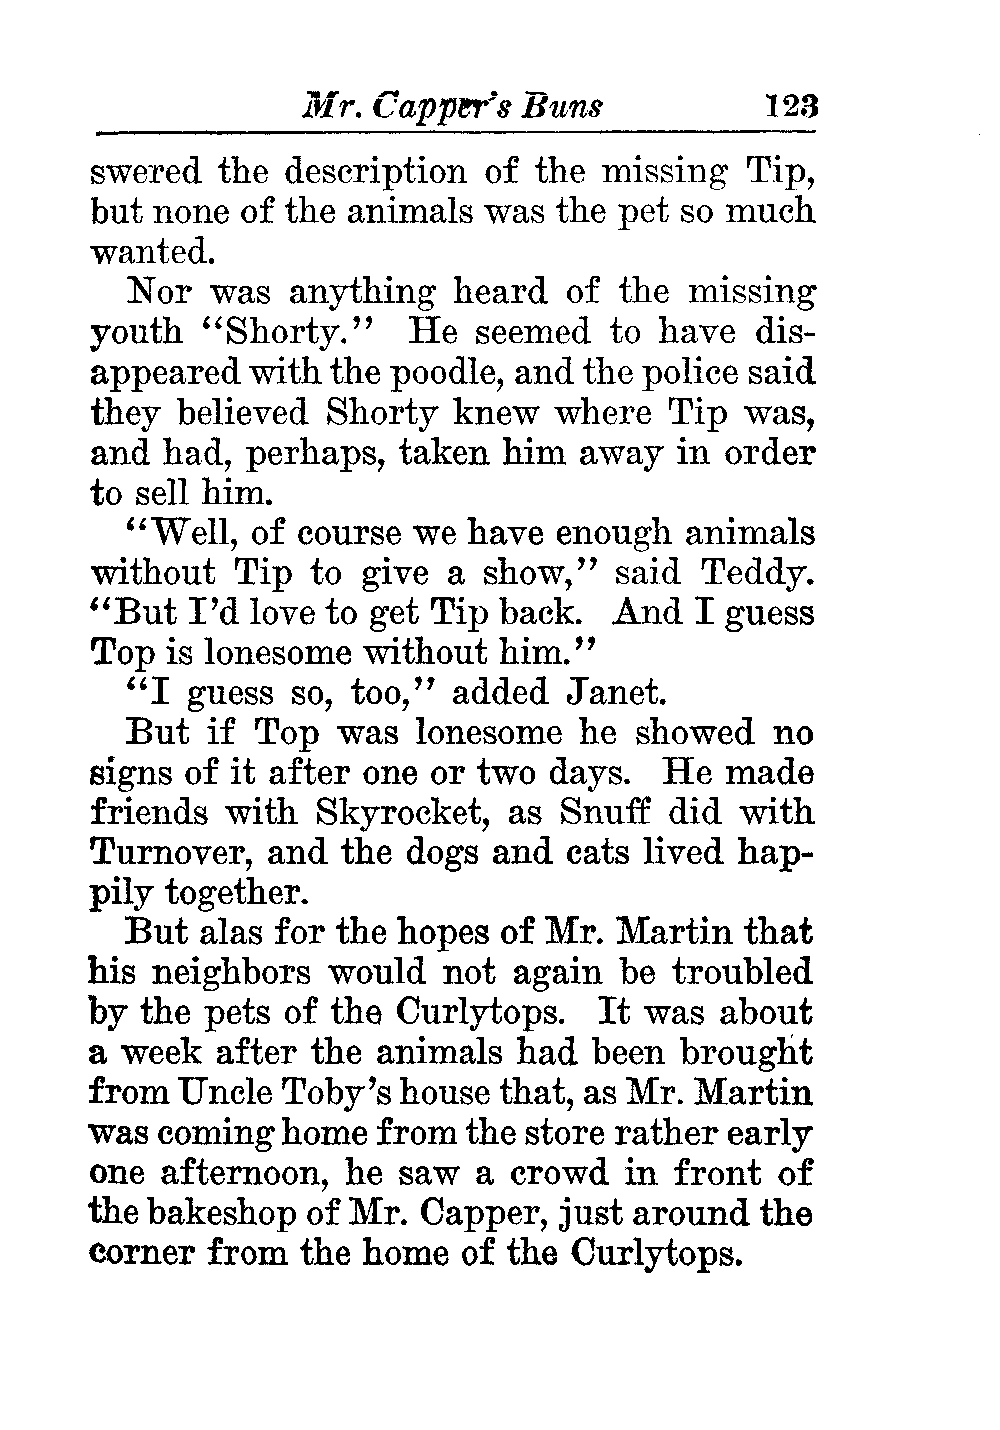 Mr. Capper's Buns 123
swered the description of the missing Tip,
but none of the animals was the pet so much
wanted.
Nor was anything heard of the missing
youth “Shorty.” He seemed to have dis-
appeared with the poodle, and the police said
they believed Shorty knew where Tip was,
and had, perhaps, taken him away in order
to sell him.
“Well, of course we have enough animals
without Tip to give a show,” said Teddy.
“But I’d love to get Tip back. And I guess
Top is lonesome without him.”
“I guess so, too,” added Janet.
But if Top was lonesome he showed no
signs of it after one or two days. He made
friends with Skyrocket, as Snuff did with
Turnover, and the dogs and cats lived hap-
pily together.
But alas for the hopes of Mr. Martin that
his neighbors would not again be troubled
by the pets of the Curlytops. It was about
a week after the animals had been brought
from Uncle Toby’s house that, as Mr. Martin
was coming home from the store rather early
one afternoon, he saw a crowd in front of
the bakeshop of Mr. Capper, just around the
corner from the home of the Curlytops.